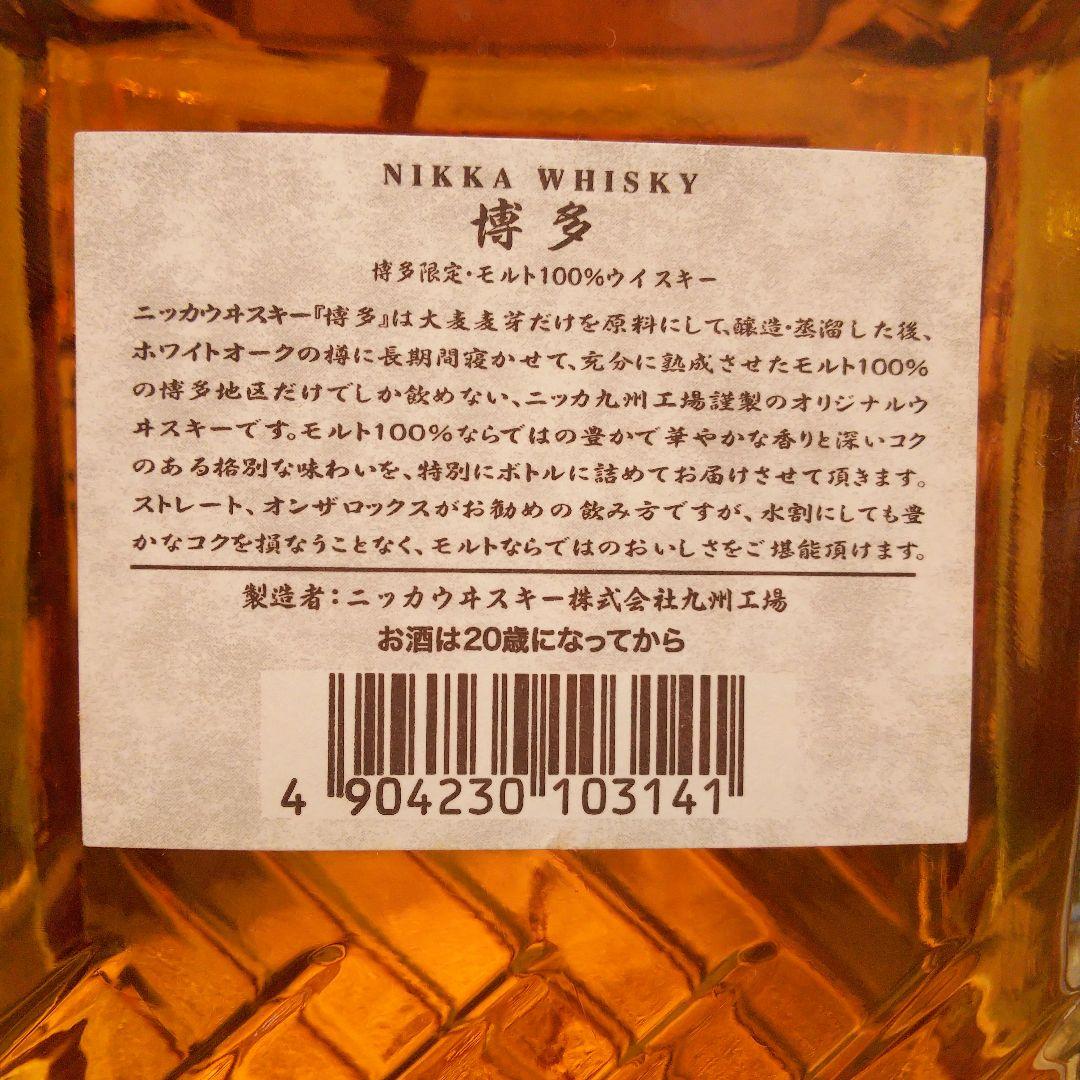 NIKKA WHISKY
博多
博多限定・モルト100%ウイスキー
ニッカウヰスキー『博多』は大麦麦芽だけを原料にして、醸造・蒸溜した後、
ホワイトオークの樽に長期間寝かせて、充分に熟成させたモルト100%
の博多地区だけでしか飲めない、ニッカ九州工場謹製のオリジナルウ
ヰスキーです。モルト100%ならではの豊かで華やかな香りと深いコク
のある格別な味わいを、特別にボトルに詰めてお届けさせて頂きます。
ストレート、オンザロックスがお勧めの飲み方ですが、水割にしても豊
かなコクを損なうことなく、モルトならではのおいしさをご堪能頂けます。
製造者：ニッカウヰスキー株式会社九州工場
お酒は20歳になってから
4 904230 103141